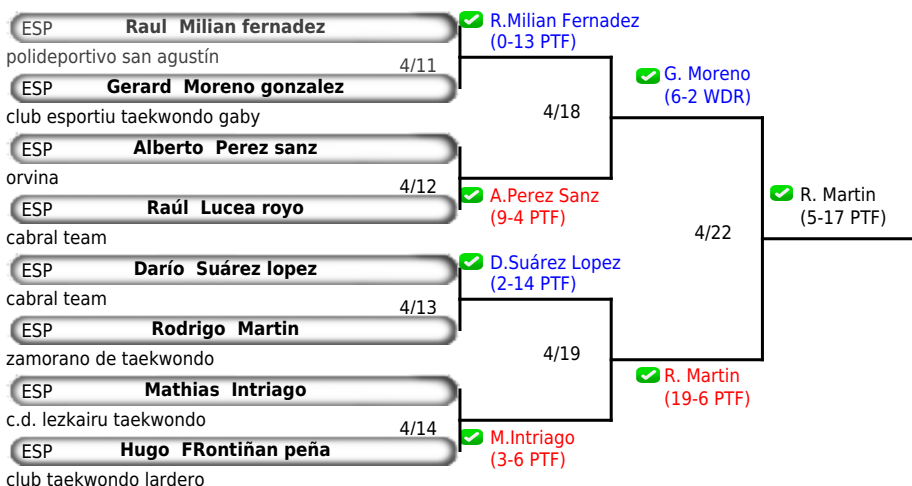 ESP Raul Milian fernadez
polideportivo san agustín
4/11
ESP Gerard Moreno gonzalez
club esportiu taekwondo gaby
ESP Alberto Perez sanz
orvina
4/12
ESP Raúl Lucea royo
cabral team
ESP Darío Suárez lopez
cabral team
4/13
ESP Rodrigo Martin
zamorano de taekwondo
ESP Mathias Intriago
c.d. lezkairu taekwondo
4/14
ESP Hugo FRontiñan peña
club taekwondo lardero
R.Milian Fernadez
(0-13 PTF)
4/18
A.Perez Sanz
(9-4 PTF)
D.Suárez Lopez
(2-14 PTF)
4/19
M.Intriago
(3-6 PTF)
G. Moreno
(6-2 WDR)
4/22
R. Martin
(19-6 PTF)
R. Martin
(5-17 PTF)